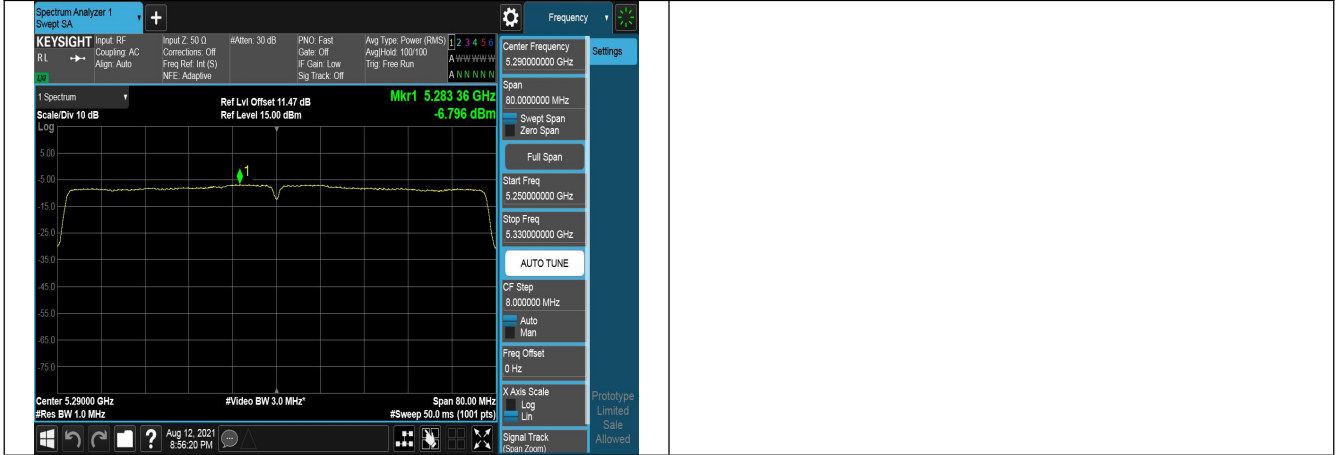 Spectrum Analyzer 1
Swept SA
Frequency
KEYSIGHT
RL
Input: RF
Coupling: AC
Align: Auto
Input Z: 50 Ω
Corrections: Off
Freq Ref: Int (S)
NFE: Adaptive
#Atten: 30 dB
PNO: Fast
Gate: Off
IF Gain: Low
Sig Track: Off
Avg Type: Power (RMS)
Avg|Hold: 100/100
Trig: Free Run
1 2 3 4 5 6
A W W W W W
A N N N N N
1 Spectrum
Scale/Div 10 dB
Log
Ref Lvl Offset 11.47 dB
Ref Level 15.00 dBm
Mkr1 5.283 36 GHz
-6.796 dBm
5.00
-5.00
-15.0
-25.0
-35.0
-45.0
-55.0
-65.0
-75.0
1
Center 5.29000 GHz
#Res BW 1.0 MHz
#Video BW 3.0 MHz*
Span 80.00 MHz
#Sweep 50.0 ms (1001 pts)
Center Frequency
5.290000000 GHz
Span
80.0000000 MHz
Swept Span
Zero Span
Full Span
Start Freq
5.250000000 GHz
Stop Freq
5.330000000 GHz
AUTO TUNE
CF Step
8.000000 MHz
Auto
Man
Freq Offset
0 Hz
X Axis Scale
Log
Lin
Signal Track
(Span Zoom)
Settings
Prototype
Limited
Sale
Allowed
?
Aug 12, 2021
8:56:20 PM